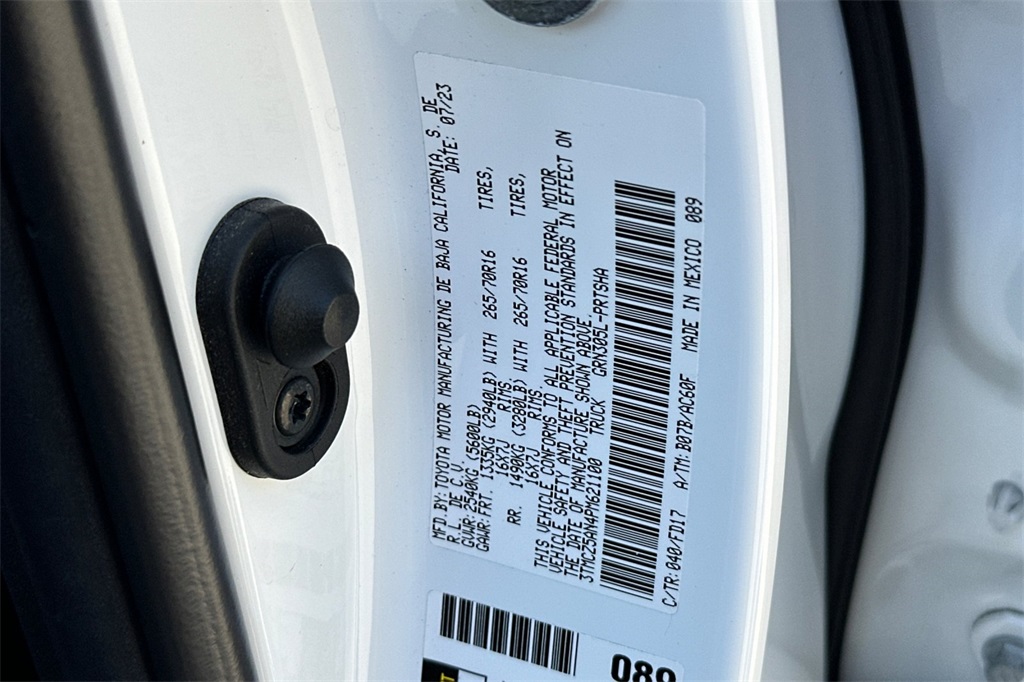 MFD BY: TOYOTA MOTOR MANUFACTURING DE BAJA CALIFORNIA, S. DE
R.L. DE C.V. DATE: 07/23
GVWR: 2540KG (5600LB)
GAWR: FRT. 1335KG (2940LB) WITH 265/70R16 TIRES,
16X7J RIMS,
RR. 1490KG (3280LB) WITH 265/70R16 TIRES,
16X7J RIMS.
THIS VEHICLE CONFORMS TO ALL APPLICABLE FEDERAL MOTOR
VEHICLE SAFETY AND THEFT PREVENTION STANDARDS IN EFFECT ON
THE DATE OF MANUFACTURE SHOWN ABOVE.
3TMCZ5AN4PM621100 TRUCK GRN305L-PRTSHA
C/TR: 040/FD17 A/TM: B07B/AC60F MADE IN MEXICO 089
089